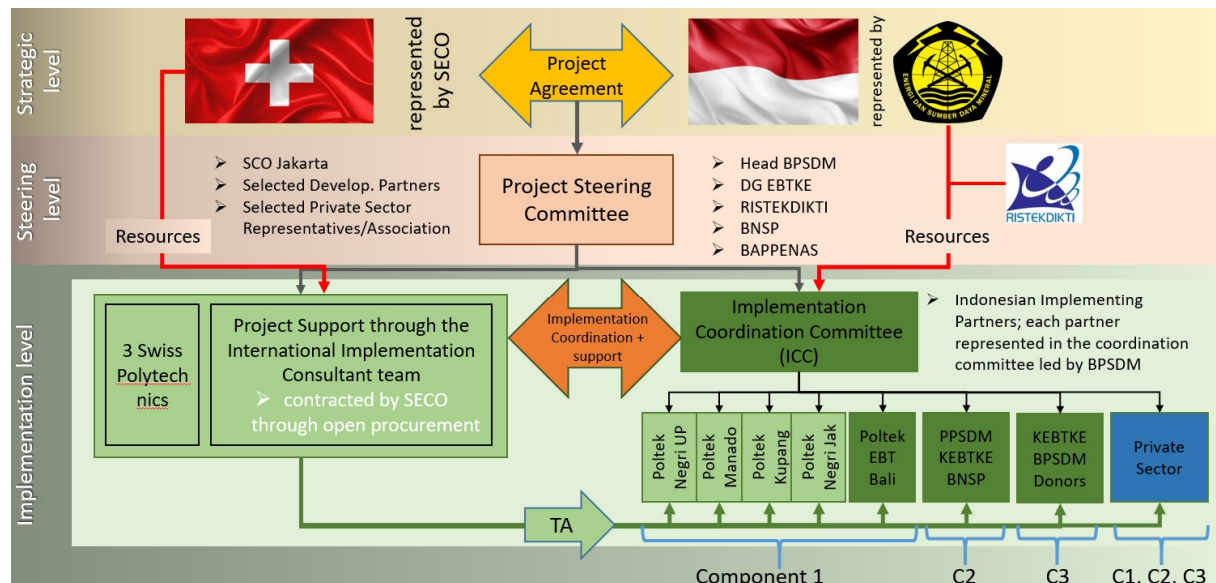 Strategic
level
represented
by SECO
Project
Agreement
represented by
ENERGI DAN SUMBER DAYA MINERAL
Steering
level
➢ SCO Jakarta
➢ Selected Develop. Partners
➢ Selected Private Sector
Representatives/Association
Project Steering
Committee
➢ Head BPSDM
➢ DG EBTKE
➢ RISTEKDIKTI
➢ BNSP
➢ BAPPENAS
RISTEKDIKTI
Resources
Resources
Implementation level
3 Swiss
Polytech
nics
Project Support through the
International Implementation
Consultant team
➢ contracted by SECO
through open procurement
Implementation
Coordination +
support
Implementation
Coordination Committee
(ICC)
➢ Indonesian Implementing
Partners; each partner
represented in the coordination
committee led by BPSDM
Poltek
Negri UP
Poltek
Manado
Poltek
Kupang
Poltek
Negri Jak
Poltek
EBT
Bali
PPSDM
KEBTKE
BNSP
KEBTKE
BPSDM
Donors
Private
Sector
TA
Component 1
C2
C3
C1, C2, C3